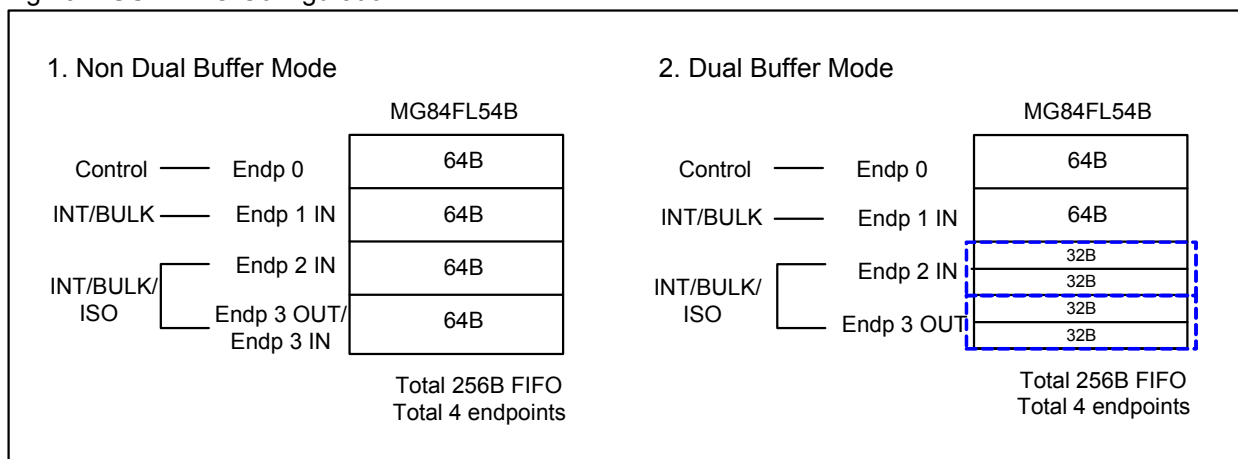 1. Non Dual Buffer Mode
MG84FL54B
Control
Endp 0
64B
INT/BULK
Endp 1 IN
64B
INT/BULK/
ISO
Endp 2 IN
64B
Endp 3 OUT/
Endp 3 IN
64B
Total 256B FIFO
Total 4 endpoints
2. Dual Buffer Mode
MG84FL54B
Control
Endp 0
64B
INT/BULK
Endp 1 IN
64B
INT/BULK/
ISO
Endp 2 IN
32B
32B
Endp 3 OUT
32B
32B
Total 256B FIFO
Total 4 endpoints